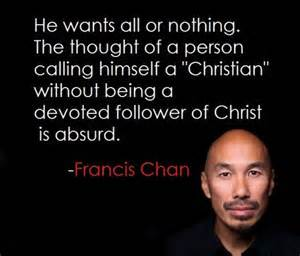 He wants all or nothing.
The thought of a person
calling himself a "Christian"
without being a
devoted follower of Christ
is absurd.
-Francis Chan